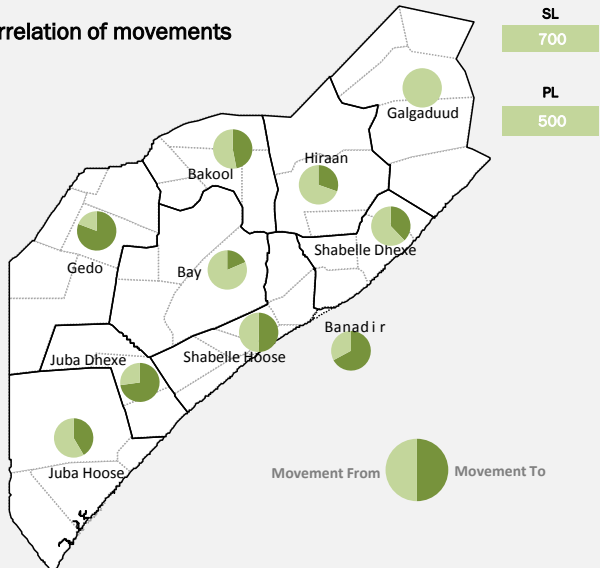 rrelation of movements
SL
700
PL
500
Galgaduud
Hiraan
Bakool
Shabelle Dhexe
Gedo
Bay
Banadir
Shabelle Hoose
Juba Dhexe
Juba Hoose
Movement From
Movement To